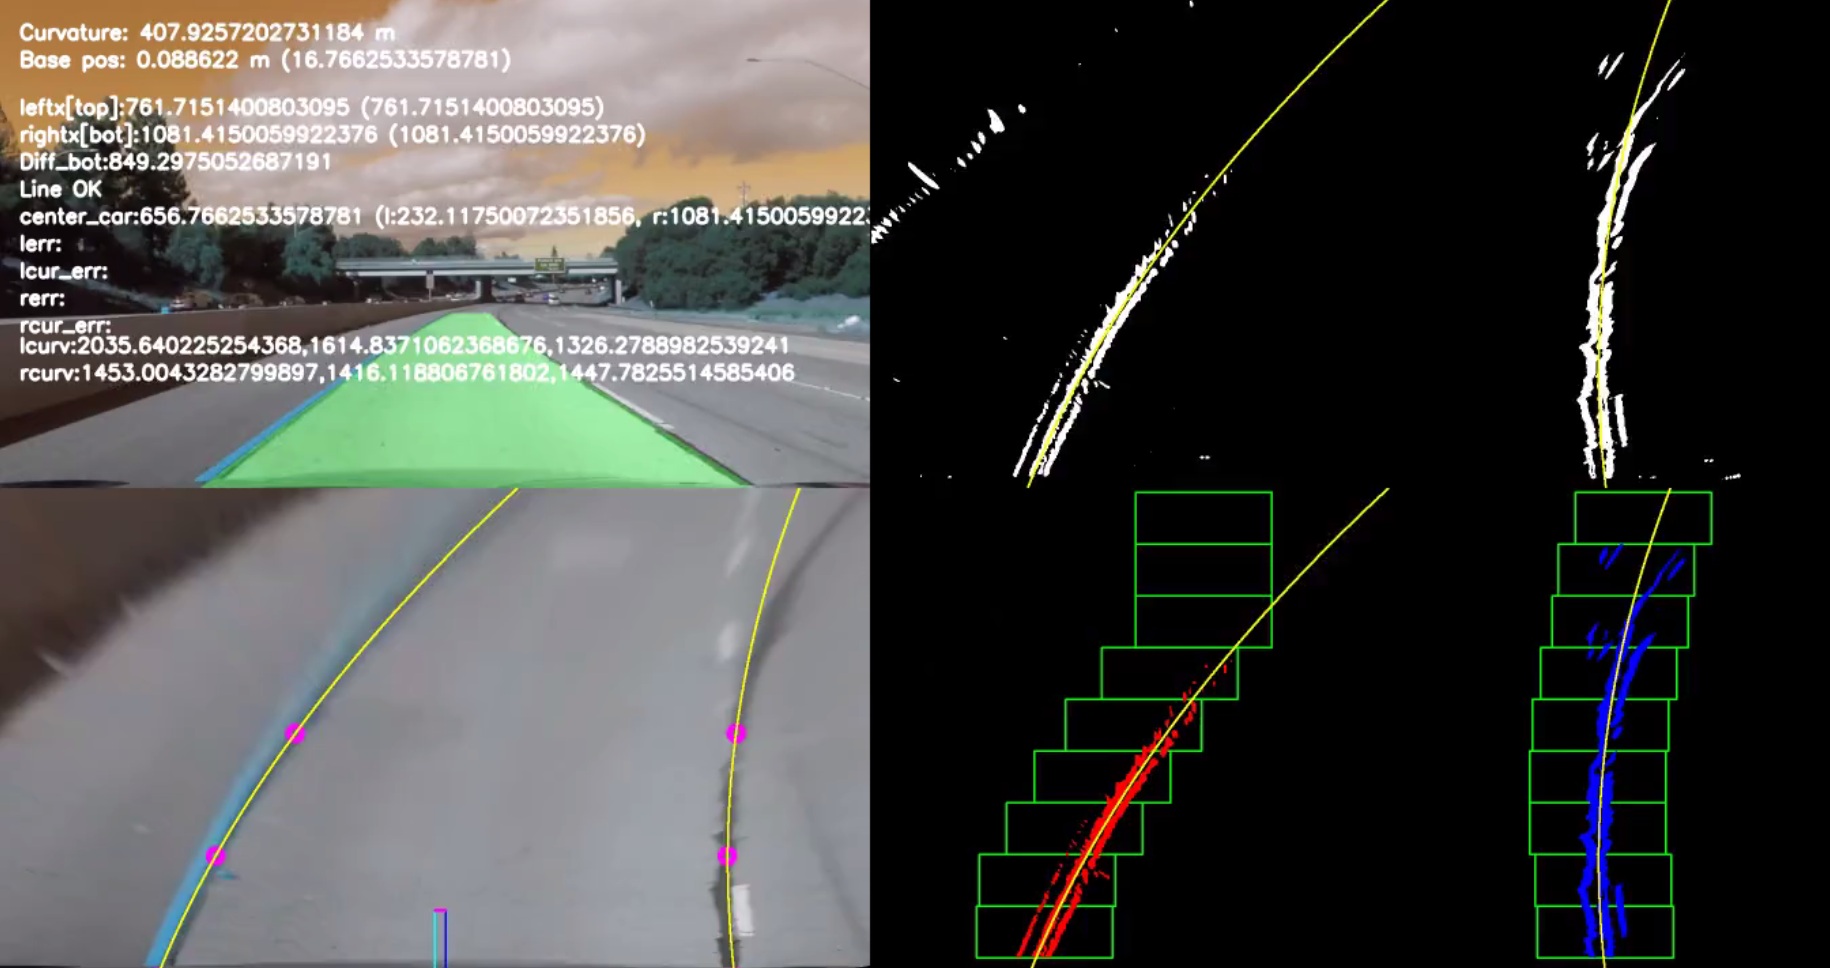 Curvature: 407.9257202731184 m
Base pos: 0.088622 m (16.7662533578781)
leftx[top]:761.7151400803095 (761.7151400803095)
rightx[bot]:1081.4150059922376 (1081.4150059922376)
Diff_bot:849.2975052687191
Line OK
center_car:656.7662533578781 (l:232.11750072351856, r:1081.4150059922
lerr:
lcur_err:
rerr:
rcur_err:
lcurv:2035.640225254368,1614.8371062368676,1326.2788982539241
rcurv:1453.0043282799897,1416.118806761802,1447.7825514585406